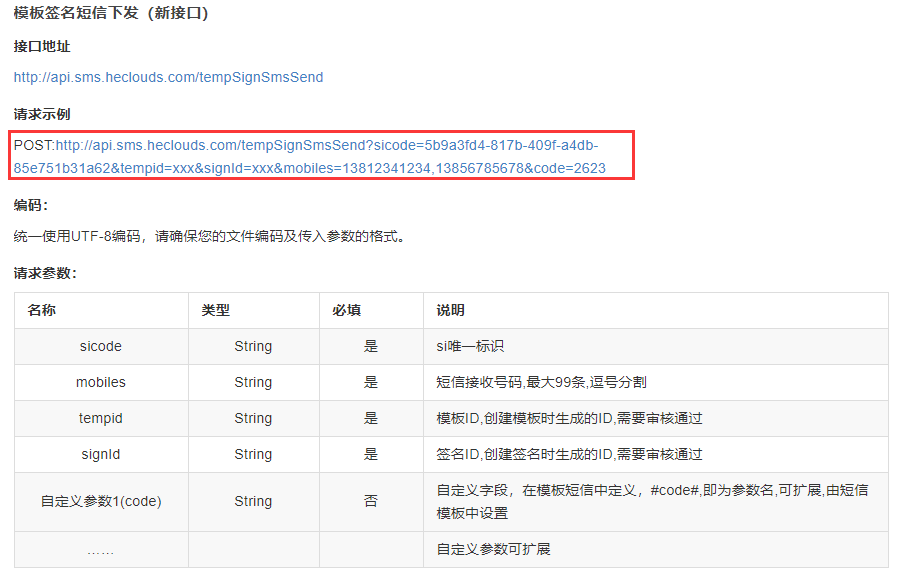 模板签名短信下发（新接口）
接口地址
http://api.sms.heclouds.com/tempSignSmsSend
请求示例
POST:http://api.sms.heclouds.com/tempSignSmsSend?sicode=5b9a3fd4-817b-409f-a4db-
85e751b31a62&tempid=xxx&signId=xxx&mobiles=13812341234,13856785678&code=2623
编码：
统一使用UTF-8编码，请确保您的文件编码及传入参数的格式。
请求参数：
名称 类型 必填 说明
sicode String 是 si唯一标识
mobiles String 是 短信接收号码,最大99条,逗号分割
tempid String 是 模板ID,创建模板时生成的ID,需要审核通过
signId String 是 签名ID,创建签名时生成的ID,需要审核通过
自定义参数1(code) String 否 自定义字段，在模板短信中定义，#code#,即为参数名,可扩展,由短信
模板中设置
…… 自定义参数可扩展